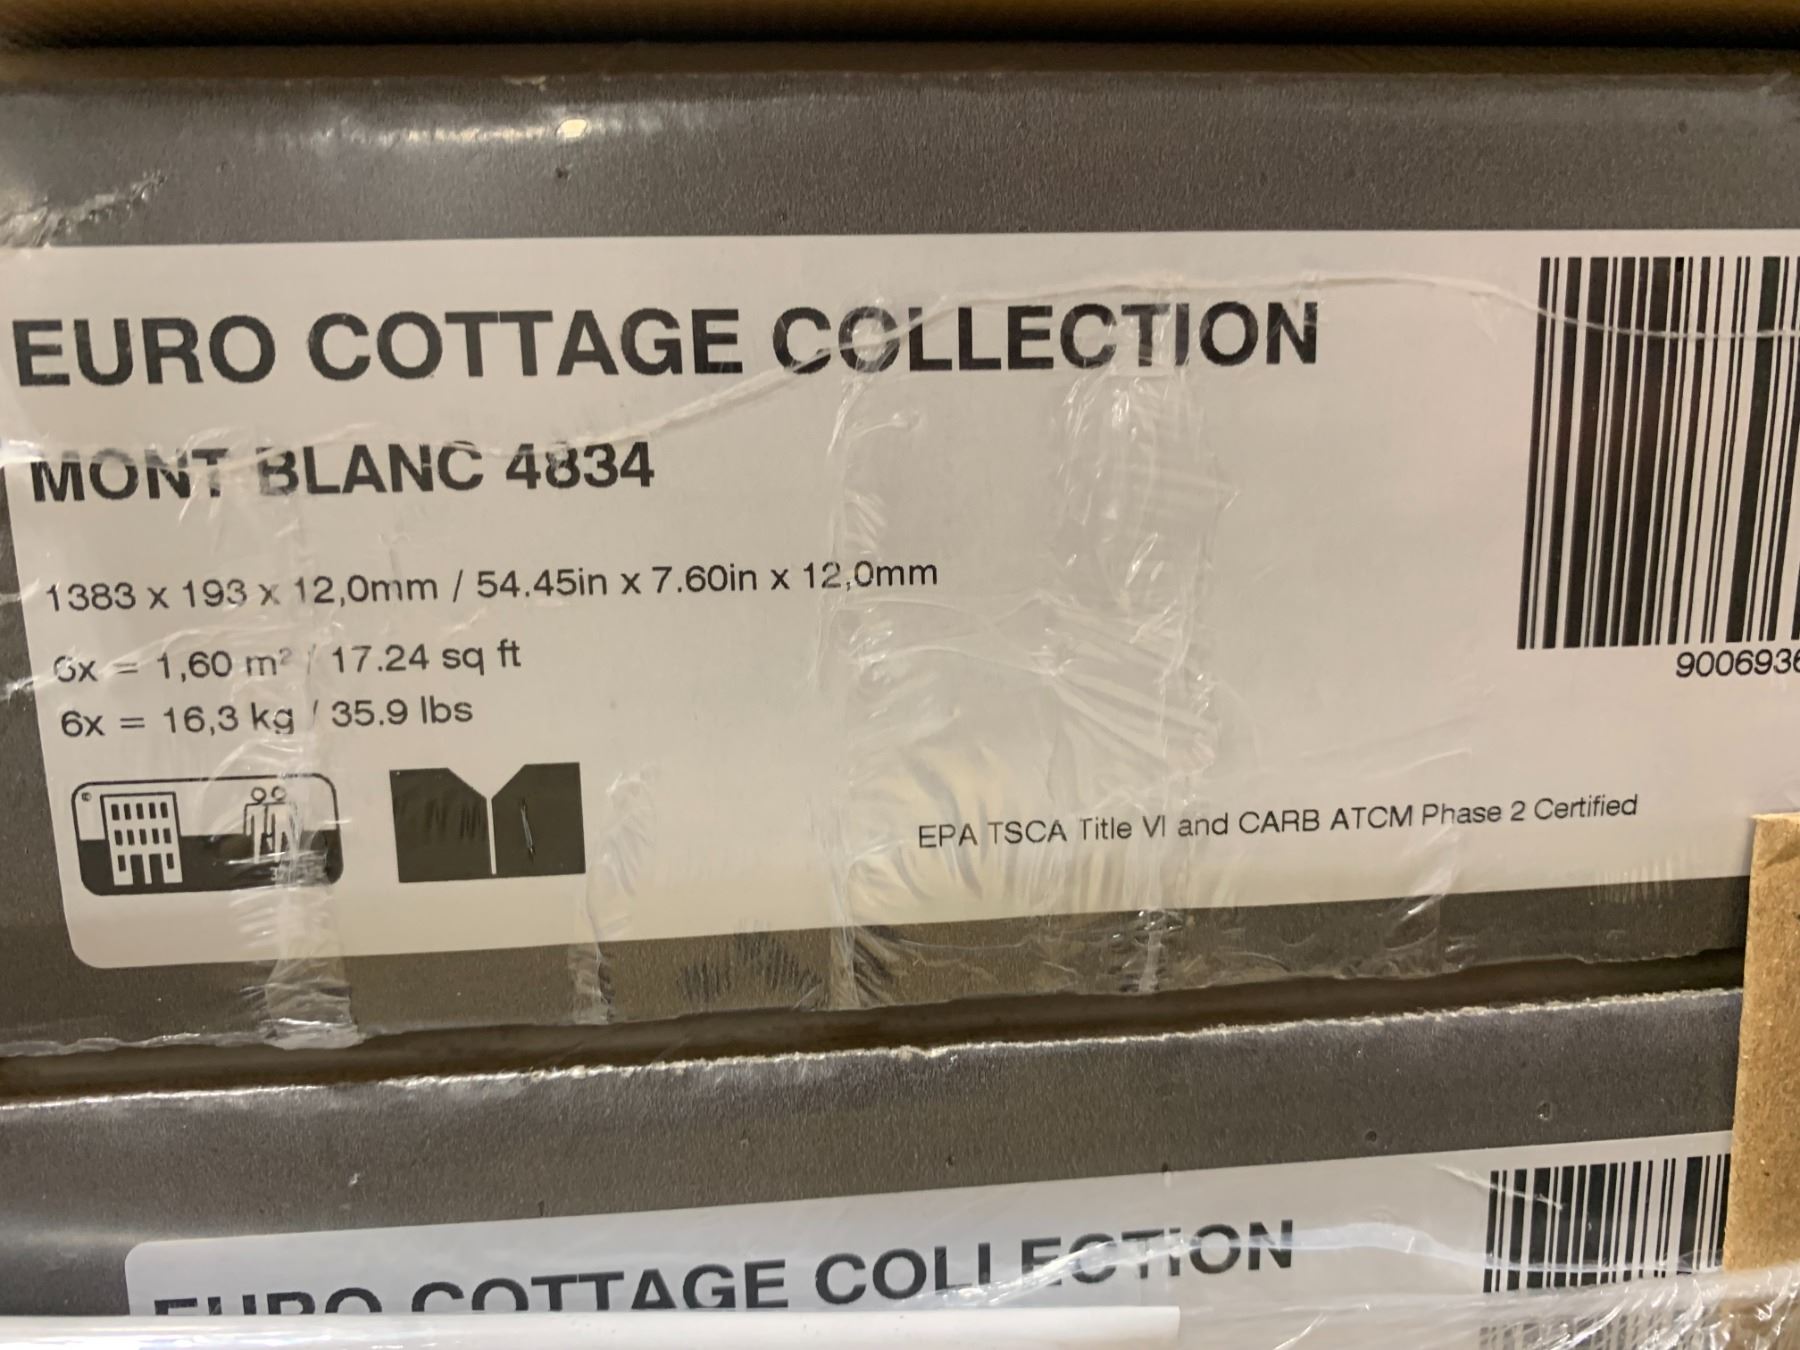 EURO COTTAGE COLLECTION
MONT BLANC 4834
1383 x 193 x 12,0mm / 54.45in x 7.60in x 12,0mm
6x = 1,60 m² / 17.24 sq ft
6x = 16,3 kg / 35.9 lbs
EPA TSCA Title VI and CARB ATCM Phase 2 Certified
900693
EURO COTTAGE COLLECTION